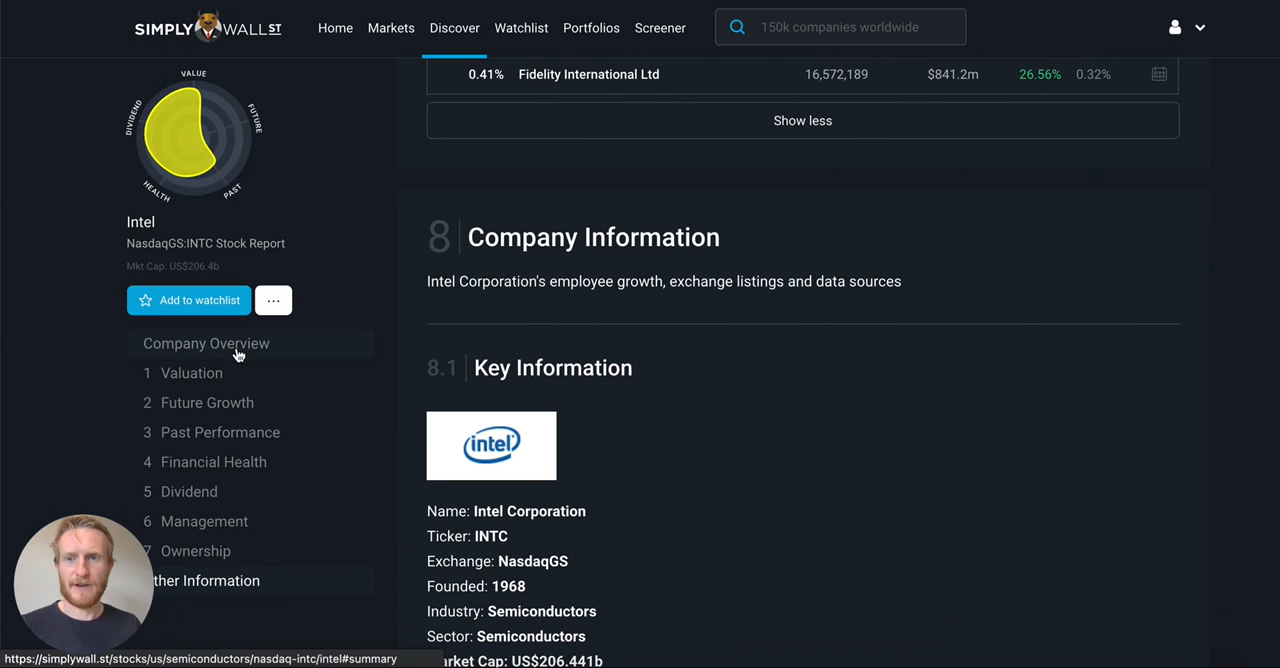 SIMPLY WALL ST
Home Markets Discover Watchlist Portfolios Screener
150k companies worldwide
VALUE
FUTURE
PAST
HEALTH
DIVIDEND
Intel
NasdaqGS:INTC Stock Report
Mkt Cap: US$206.4b
Add to watchlist
...
Company Overview
1 Valuation
2 Future Growth
3 Past Performance
4 Financial Health
5 Dividend
6 Management
7 Ownership
ther Information
https://simplywall.st/stocks/us/semiconductors/nasdaq-intc/intel#summary
0.41% Fidelity International Ltd 16,572,189 $841.2m 26.56% 0.32%
Show less
8 Company Information
Intel Corporation's employee growth, exchange listings and data sources
8.1 Key Information
intel
Name: Intel Corporation
Ticker: INTC
Exchange: NasdaqGS
Founded: 1968
Industry: Semiconductors
Sector: Semiconductors
arket Cap: US$206.441b